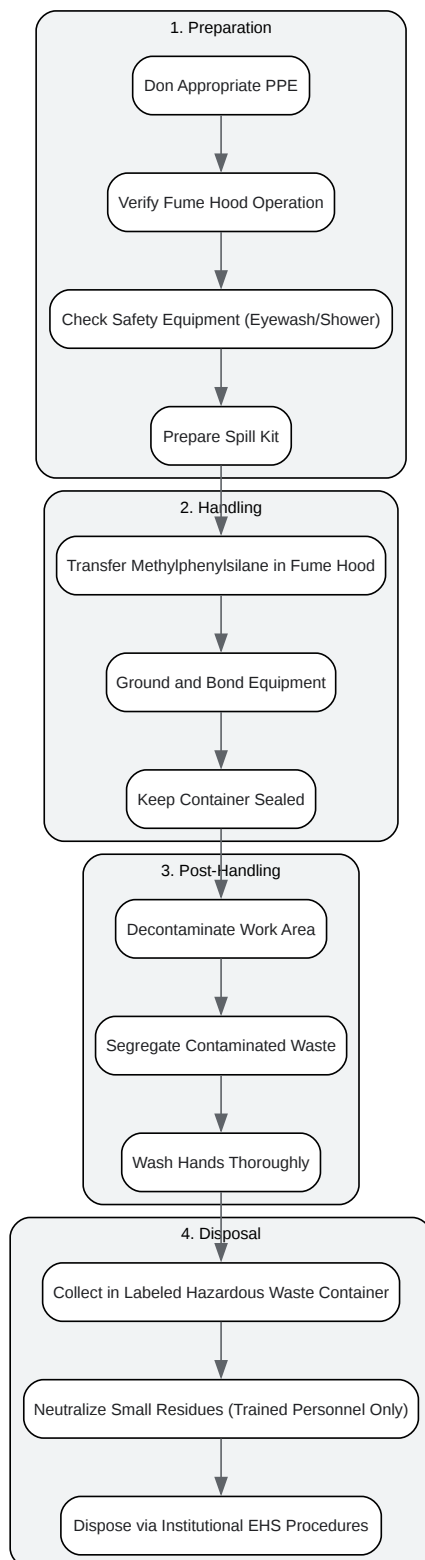 1. Preparation
Don Appropriate PPE
Verify Fume Hood Operation
Check Safety Equipment (Eyewash/Shower)
Prepare Spill Kit
2. Handling
Transfer Methylphenylsilane in Fume Hood
Ground and Bond Equipment
Keep Container Sealed
3. Post-Handling
Decontaminate Work Area
Segregate Contaminated Waste
Wash Hands Thoroughly
4. Disposal
Collect in Labeled Hazardous Waste Container
Neutralize Small Residues (Trained Personnel Only)
Dispose via Institutional EHS Procedures